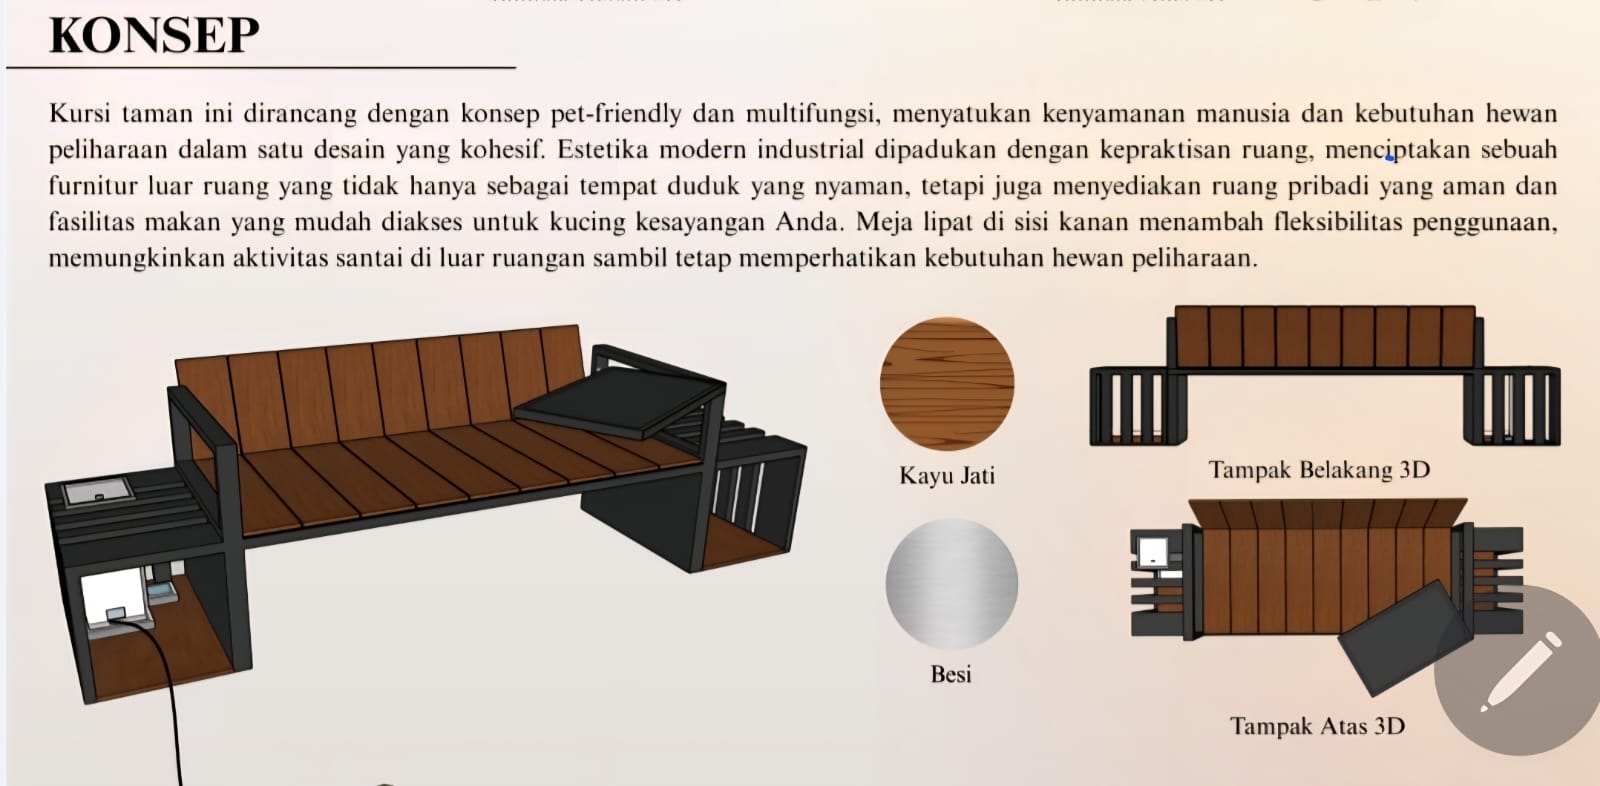 KONSEP
Kursi taman ini dirancang dengan konsep pet-friendly dan multifungsi, menyatukan kenyamanan manusia dan kebutuhan hewan
peliharaan dalam satu desain yang kohesif. Estetika modern industrial dipadukan dengan kepraktisan ruang, menciptakan sebuah
furnitur luar ruang yang tidak hanya sebagai tempat duduk yang nyaman, tetapi juga menyediakan ruang pribadi yang aman dan
fasilitas makan yang mudah diakses untuk kucing kesayangan Anda. Meja lipat di sisi kanan menambah fleksibilitas penggunaan,
memungkinkan aktivitas santai di luar ruangan sambil tetap memperhatikan kebutuhan hewan peliharaan.
Kayu Jati
Tampak Belakang 3D
Besi
Tampak Atas 3D